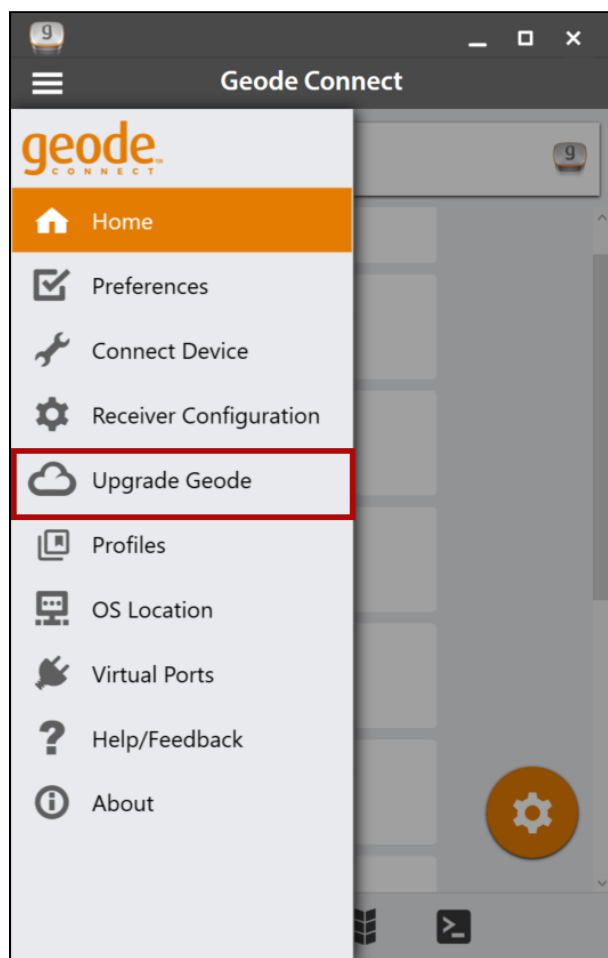 g
Geode Connect
geode™
CONNECT
g
Home
Preferences
Connect Device
Receiver Configuration
Upgrade Geode
Profiles
OS Location
Virtual Ports
Help/Feedback
About